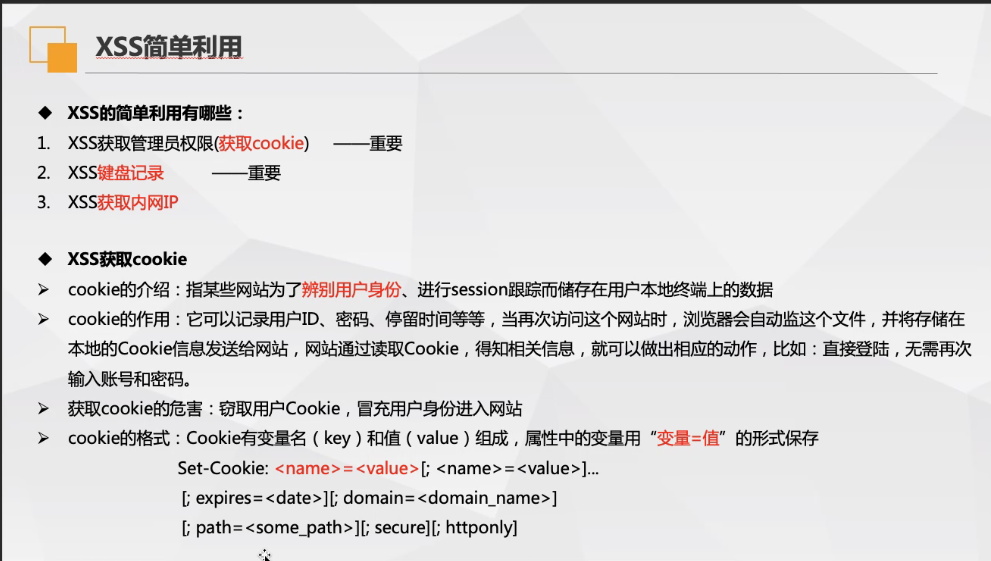 XSS简单利用
◆ XSS的简单利用有哪些：
1. XSS获取管理员权限(获取cookie) ——重要
2. XSS键盘记录 ——重要
3. XSS获取内网IP
◆ XSS获取cookie
➢ cookie的介绍：指某些网站为了辨别用户身份、进行session跟踪而储存在用户本地终端上的数据
➢ cookie的作用：它可以记录用户ID、密码、停留时间等等，当再次访问这个网站时，浏览器会自动监这个文件，并将存储在
本地的Cookie信息发送给网站，网站通过读取Cookie，得知相关信息，就可以做出相应的动作，比如：直接登陆，无需再次
输入账号和密码。
➢ 获取cookie的危害：窃取用户Cookie，冒充用户身份进入网站
➢ cookie的格式：Cookie有变量名（key）和值（value）组成，属性中的变量用“变量=值”的形式保存
Set-Cookie: <name>=<value>[; <name>=<value>]...
[; expires=<date>][; domain=<domain_name>]
[; path=<some_path>][; secure][; httponly]